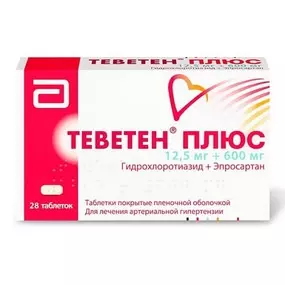 ТЕВЕТЕН® ПЛЮС
12,5 мг + 600 мг
Гидрохлоротиазид + Эпросартан
28 таблеток
Таблетки покрытые пленочной оболочкой
Для лечения артериальной гипертензии